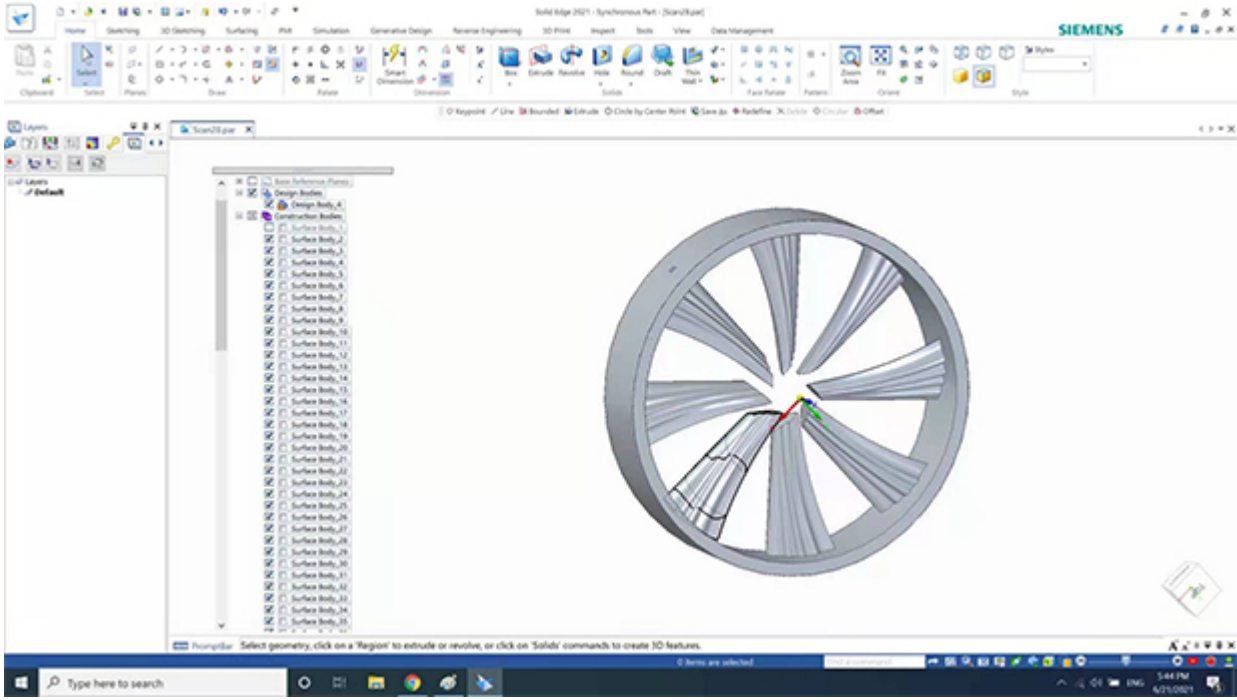 Solid Edge 2021 - Synchronous Part - [Scan28.par]
Home Sketching 3D Sketching Surfacing PMI Simulation Generative Design Reverse Engineering 3D Print Inspect Tools View Data Management
SIEMENS
Paste Select Smart Dimension Box Extrude Revolve Hole Round Draft Thin Wall Zoom Area Fit Styles
Clipboard Select Planes Draw Relate Dimension Solids Face Relate Pattern Orient Style
Keypoint Line Bounded Extrude Circle by Center Point Save As Redefine Delete Circular Offset
Layers
Scan28.par
Layers
Default
Base Reference Planes
Design Bodies
Design Body_4
Construction Bodies
Surface Body_1
Surface Body_2
Surface Body_3
Surface Body_4
Surface Body_5
Surface Body_6
Surface Body_7
Surface Body_8
Surface Body_9
Surface Body_10
Surface Body_11
Surface Body_12
Surface Body_13
Surface Body_14
Surface Body_15
Surface Body_16
Surface Body_17
Surface Body_18
Surface Body_19
Surface Body_20
Surface Body_21
Surface Body_22
Surface Body_23
Surface Body_24
Surface Body_25
Surface Body_26
Surface Body_27
Surface Body_28
Surface Body_29
Surface Body_30
Surface Body_31
Surface Body_32
Surface Body_33
Surface Body_34
Surface Body_35
PromptBar Select geometry, click on a 'Region' to extrude or revolve, or click on 'Solids' commands to create 3D features.
0 items are selected
Find a command
Type here to search
ENG
5:44 PM
6/21/2021